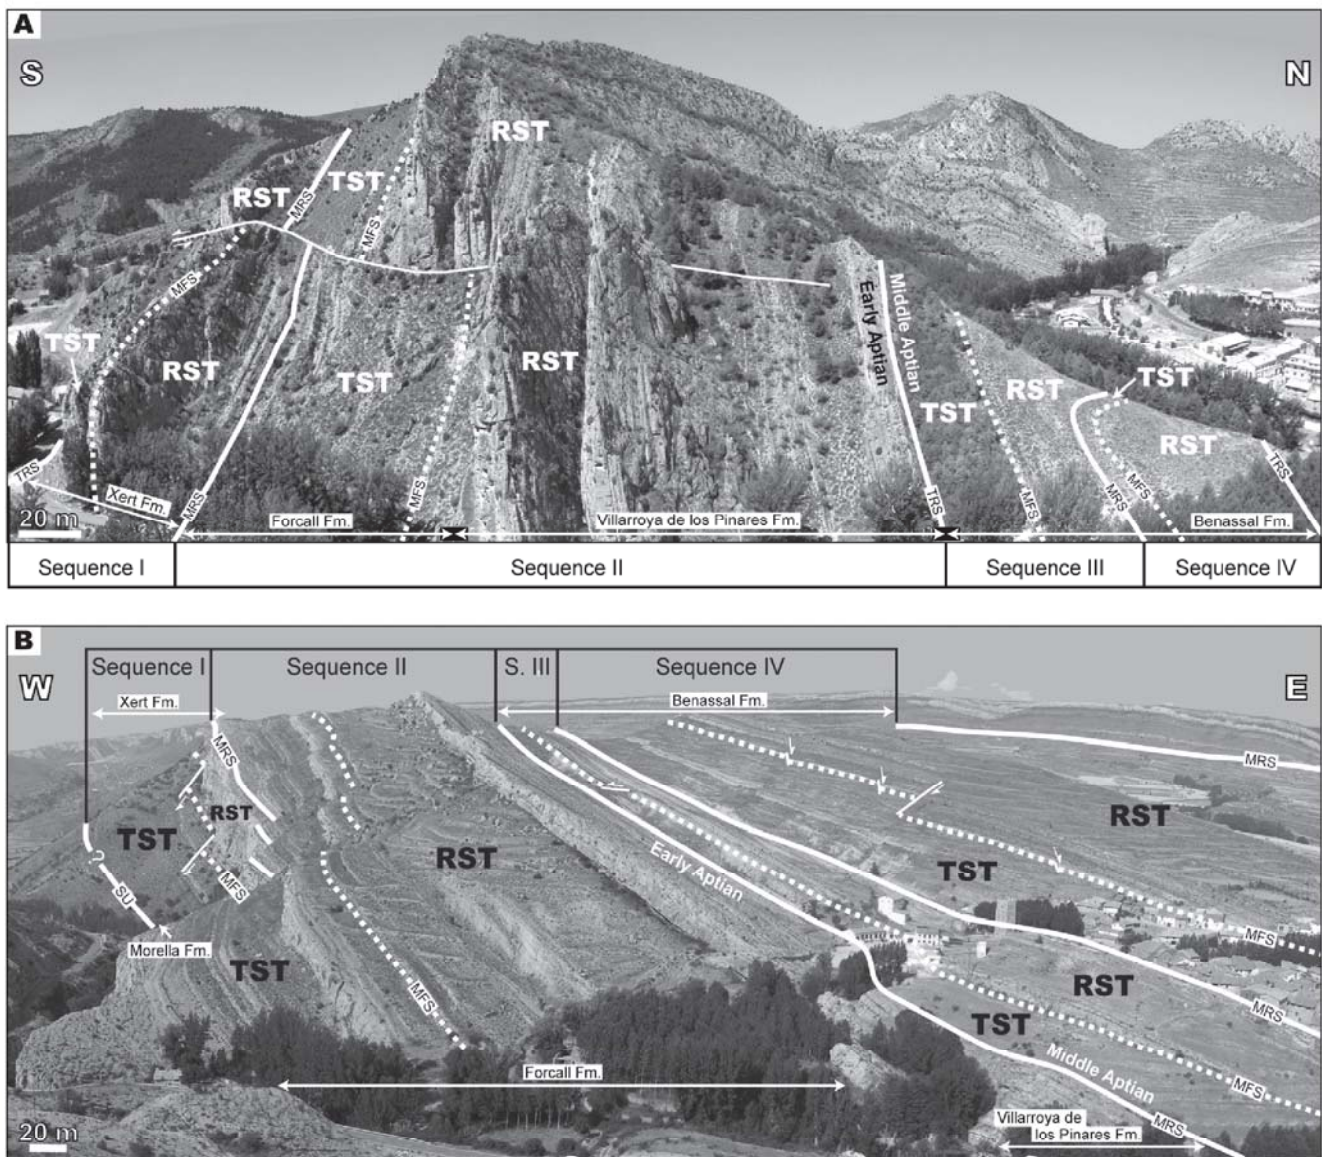 A
S
N
RST
TST
RST
MRS
MFS
MFS
TST
RST
TST
RST
Early Aptian
Middle Aptian
TST
RST
TST
RST
TRS
Xert Fm.
MRS
MFS
TRS
MFS
MRS
MFS
TRS
20 m
Forcall Fm.
Villarroya de los Pinares Fm.
Benassal Fm.
Sequence I
Sequence II
Sequence III
Sequence IV
B
Sequence I
Sequence II
S. III
Sequence IV
W
E
Xert Fm.
Benassal Fm.
MRS
MRS
RST
TST
RST
RST
Early Aptian
TST
MFS
SU
Morella Fm.
TST
MFS
MFS
RST
MRS
TST
Middle Aptian
MFS
Forcall Fm.
MRS
Villarroya de
los Pinares Fm.
20 m